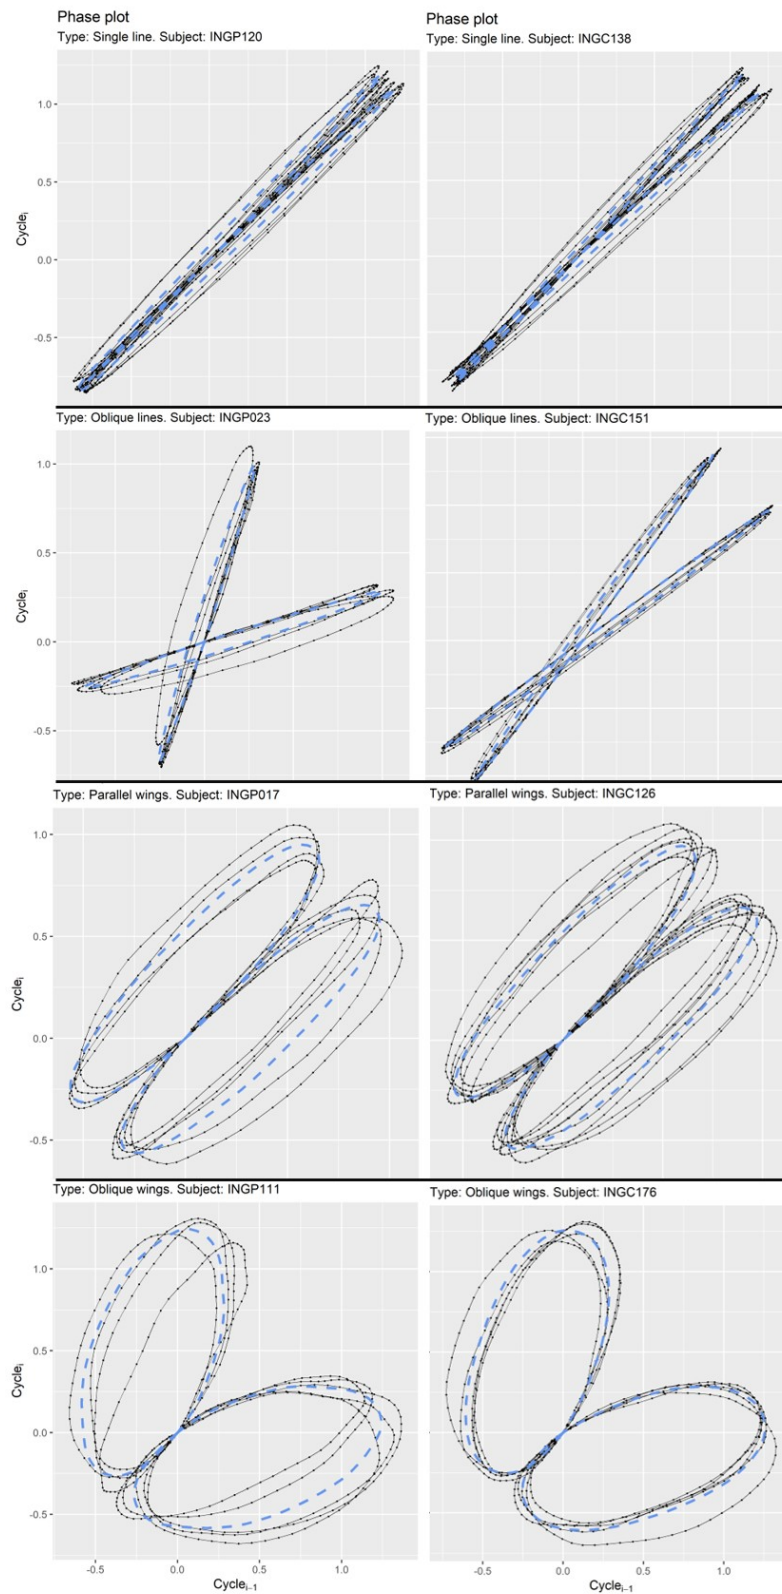 Phase plot
Type: Single line. Subject: INGP120
Phase plot
Type: Single line. Subject: INGC138
1.0
0.5
0.0
-0.5
Cycleᵢ
Type: Oblique lines. Subject: INGP023
Type: Oblique lines. Subject: INGC151
1.0
0.5
0.0
-0.5
Cycleᵢ
Type: Parallel wings. Subject: INGP017
Type: Parallel wings. Subject: INGC126
1.0
0.5
0.0
-0.5
Cycleᵢ
Type: Oblique wings. Subject: INGP111
Type: Oblique wings. Subject: INGC176
1.0
0.5
0.0
-0.5
Cycleᵢ
-0.5 0.0 0.5 1.0
-0.5 0.0 0.5 1.0
Cycleᵢ₋₁